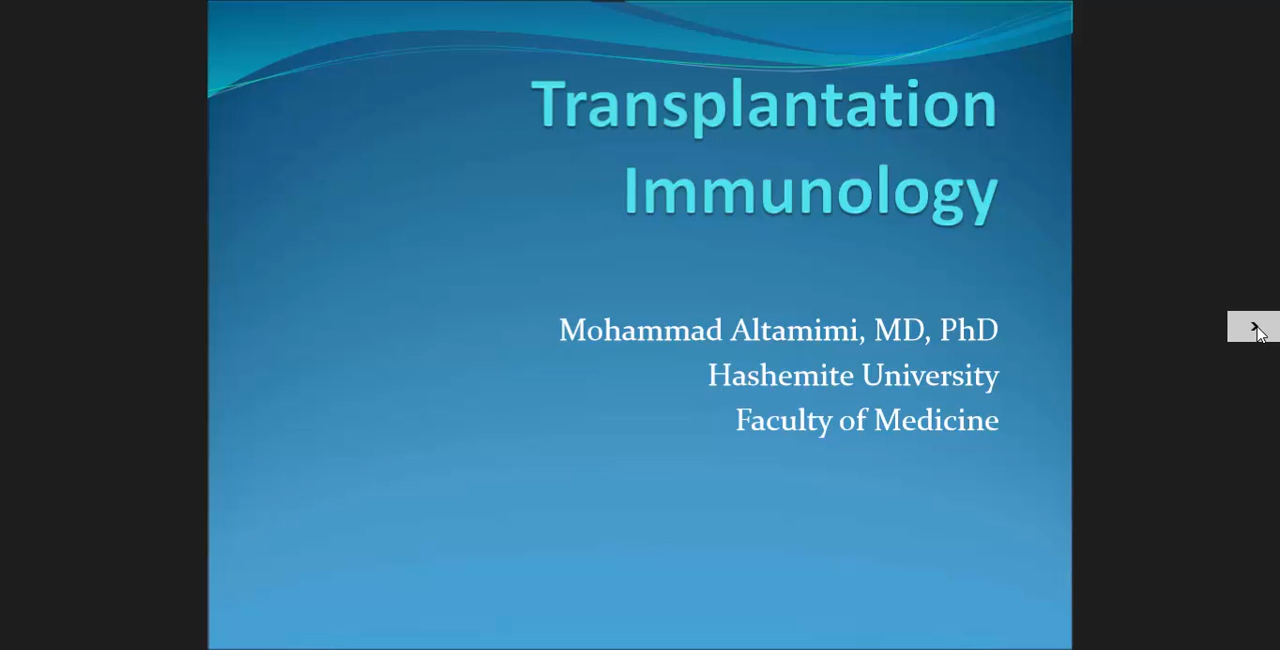 Transplantation
Immunology
Mohammad Altamimi, MD, PhD
Hashemite University
Faculty of Medicine